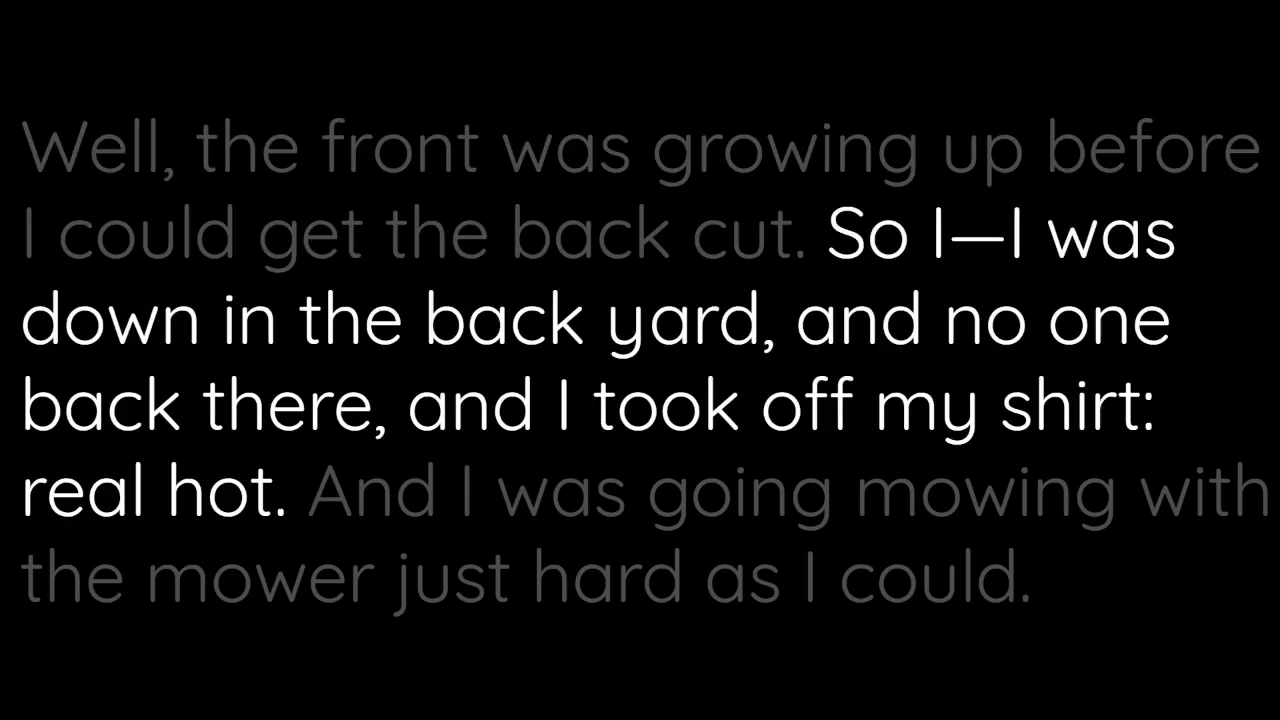 Well, the front was growing up before
I could get the back cut. So I—I was
down in the back yard, and no one
back there, and I took off my shirt:
real hot. And I was going mowing with
the mower just hard as I could.